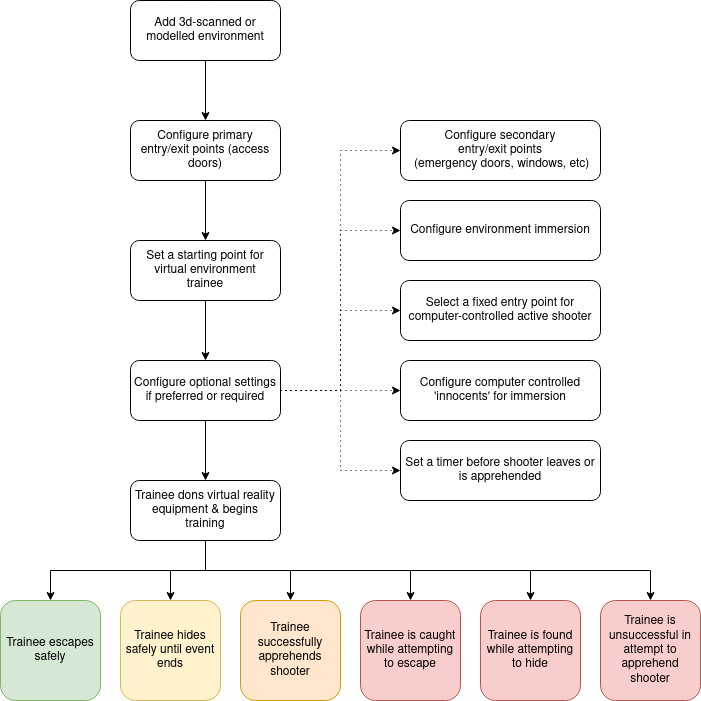 Add 3d-scanned or
modelled environment
Configure primary
entry/exit points (access
doors)
Set a starting point for
virtual environment
trainee
Configure optional settings
if preferred or required
Trainee dons virtual reality
equipment & begins
training
Configure secondary
entry/exit points
(emergency doors, windows, etc)
Configure environment immersion
Select a fixed entry point for
computer-controlled active shooter
Configure computer controlled
'innocents' for immersion
Set a timer before shooter leaves or
is apprehended
Trainee escapes
safely
Trainee hides
safely until event
ends
Trainee
successfully
apprehends
shooter
Trainee is caught
while attempting
to escape
Trainee is found
while attempting
to hide
Trainee is
unsuccessful in
attempt to
apprehend
shooter